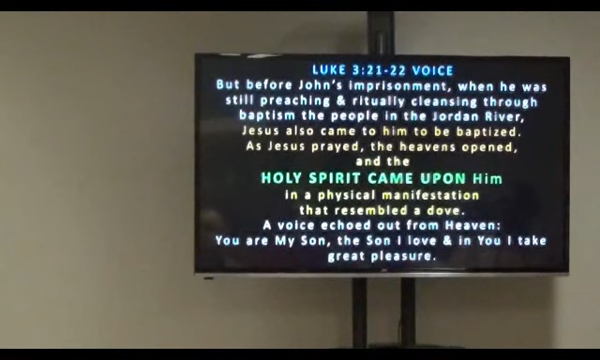 LUKE 3:21-22 VOICE
But before John's imprisonment, when he was
still preaching & ritually cleansing through
baptism the people in the Jordan River,
Jesus also came to him to be baptized.
As Jesus prayed, the heavens opened,
and the
HOLY SPIRIT CAME UPON Him
in a physical manifestation
that resembled a dove.
A voice echoed out from Heaven:
You are My Son, the Son I love & in You I take
great pleasure.